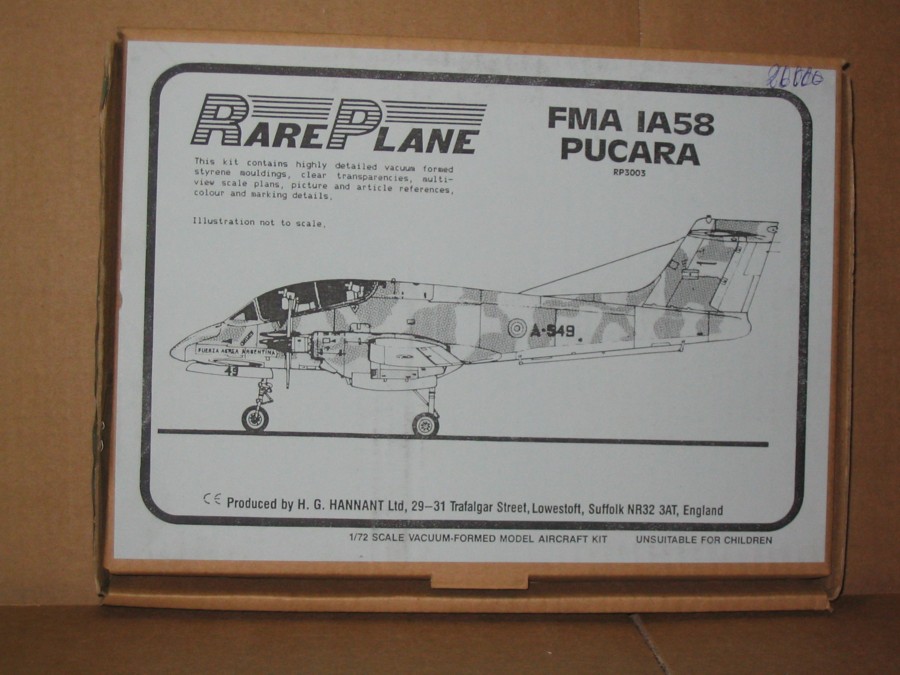 RAREPLANE
This kit contains highly detailed vacuum formed
styrene mouldings, clear transparencies, multi-
view scale plans, picture and article references,
colour and marking details.
Illustration not to scale.
FMA IA58
PUCARA
RP3003
A-549
FUERZA AEREA ARGENTINA
49
CE Produced by H. G. HANNANT Ltd, 29-31 Trafalgar Street, Lowestoft, Suffolk NR32 3AT, England
1/72 SCALE VACUUM-FORMED MODEL AIRCRAFT KIT UNSUITABLE FOR CHILDREN